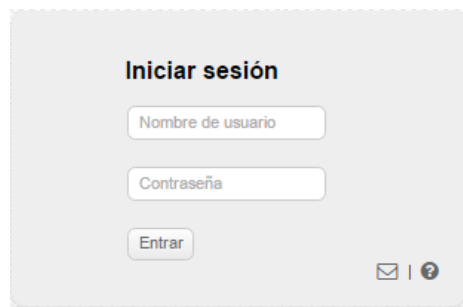 Iniciar sesión
Nombre de usuario
Contraseña
Entrar
|